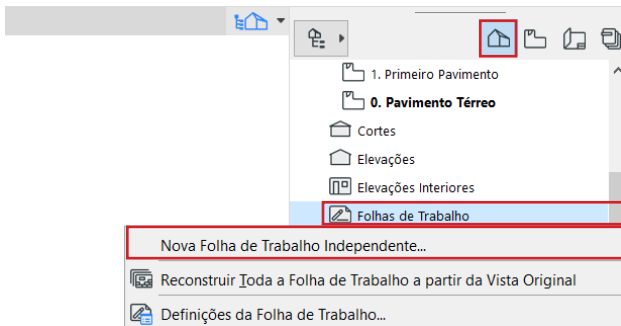 1. Primeiro Pavimento
0. Pavimento Térreo
Cortes
Elevações
Elevações Interiores
Folhas de Trabalho
Nova Folha de Trabalho Independente...
Reconstruir Toda a Folha de Trabalho a partir da Vista Original
Definições da Folha de Trabalho...